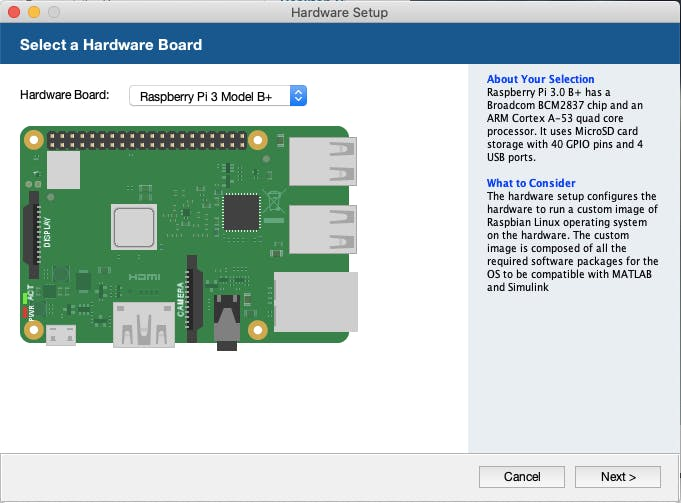 Hardware Setup
Select a Hardware Board
Hardware Board:
Raspberry Pi 3 Model B+
DISPLAY
HDMI
CAMERA
ACT
PWR
About Your Selection
Raspberry Pi 3.0 B+ has a
Broadcom BCM2837 chip and an
ARM Cortex A-53 quad core
processor. It uses MicroSD card
storage with 40 GPIO pins and 4
USB ports.
What to Consider
The hardware setup configures the
hardware to run a custom image of
Raspbian Linux operating system
on the hardware. The custom
image is composed of all the
required software packages for the
OS to be compatible with MATLAB
and Simulink
Cancel
Next >